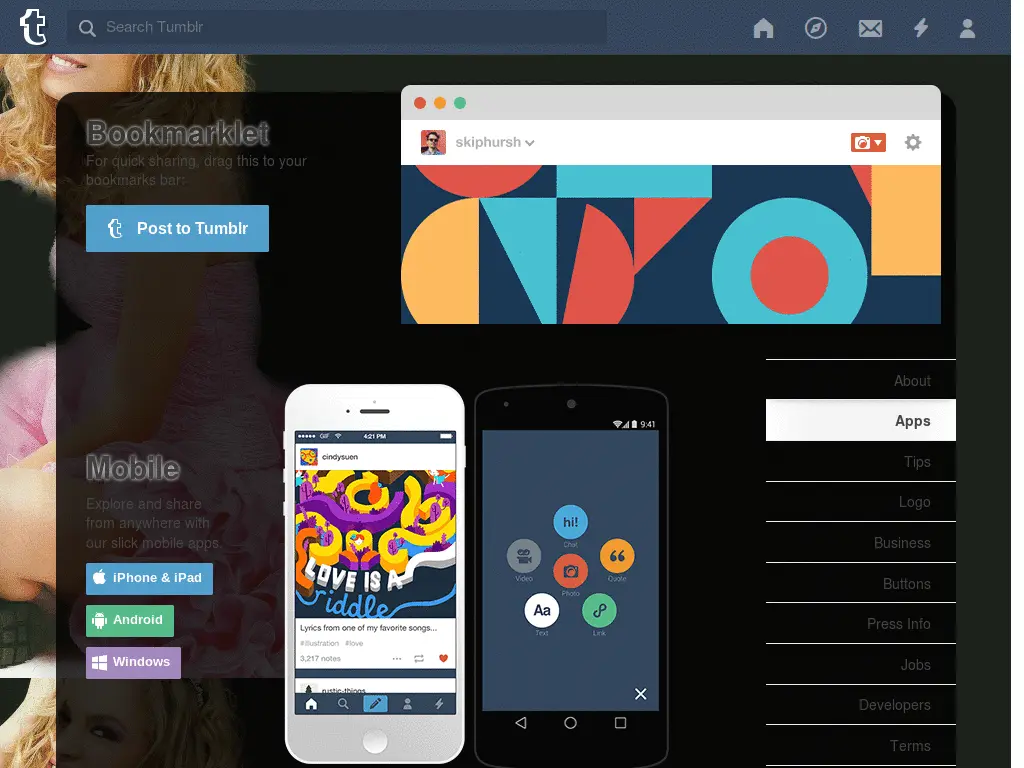 Search Tumblr
Bookmarklet
For quick sharing, drag this to your
bookmarks bar:
Post to Tumblr
skiphursh
Mobile
Explore and share
from anywhere with
our slick mobile apps.
iPhone & iPad
Android
Windows
GIF 4:21 PM
cindysuen
LOVE IS A
riddle
Lyrics from one of my favorite songs...
#illustration #love
3,217 notes
rustic-things
9:41
hi!
Chat
Video
Quote
Photo
Aa
Text
Link
About
Apps
Tips
Logo
Business
Buttons
Press Info
Jobs
Developers
Terms